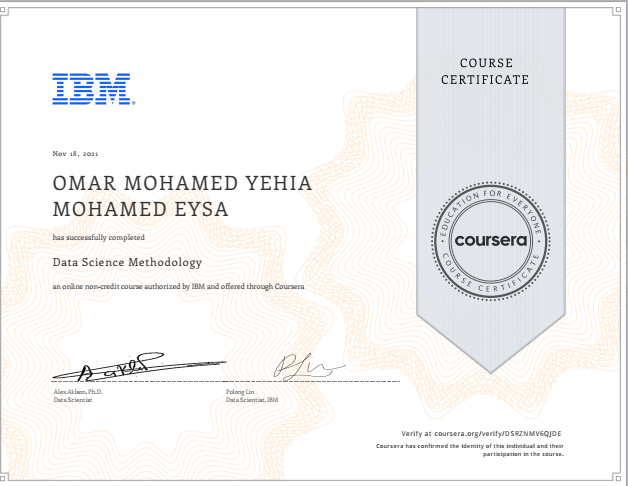 IBM®
COURSE
CERTIFICATE
Nov 18, 2021
OMAR MOHAMED YEHIA
MOHAMED EYSA
has successfully completed
Data Science Methodology
an online non-credit course authorized by IBM and offered through Coursera
EDUCATION FOR EVERYONE
coursera
COURSE CERTIFICATE
Alex Aklson, Ph.D.
Data Scientist
Polong Lin
Data Scientist, IBM
Verify at coursera.org/verify/DSRZNMV6QJDE
Coursera has confirmed the identity of this individual and their
participation in the course.